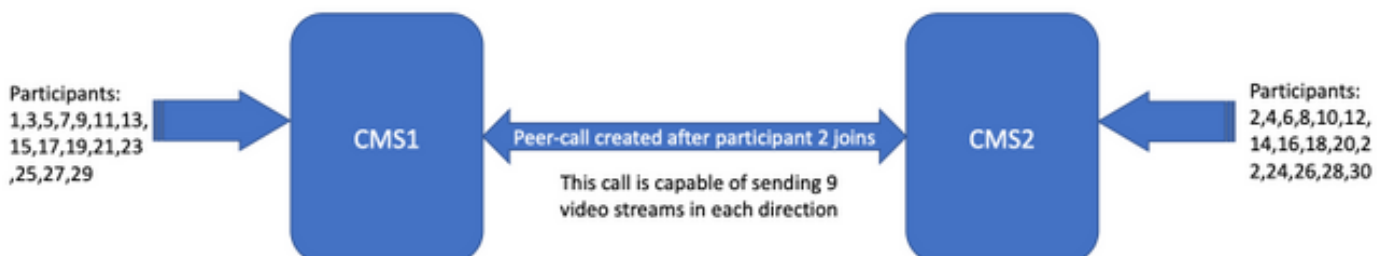 Participants:
1,3,5,7,9,11,13,
15,17,19,21,23
,25,27,29
CMS1
Peer-call created after participant 2 joins
This call is capable of sending 9
video streams in each direction
CMS2
Participants:
2,4,6,8,10,12,
14,16,18,20,2
2,24,26,28,30